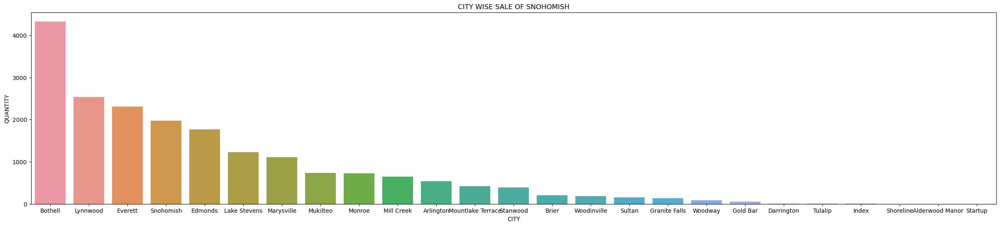 CITY WISE SALE OF SNOHOMISH
QUANTITY
4000
3000
2000
1000
0
Bothell Lynnwood Everett Snohomish Edmonds Lake Stevens Marysville Mukilteo Monroe Mill Creek Arlington Mountlake Terrace Stanwood Brier Woodinville Sultan Granite Falls Woodway Gold Bar Darrington Tulalip Index Shoreline Alderwood Manor Startup
CITY